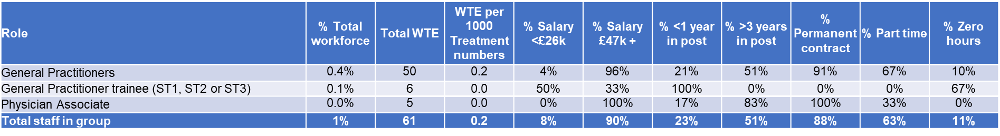 Role % Total workforce Total WTE WTE per 1000 Treatment numbers % Salary <£26k % Salary £47k + % <1 year in post % >3 years in post % Permanent contract % Part time % Zero hours
General Practitioners 0.4% 50 0.2 4% 96% 21% 51% 91% 67% 10%
General Practitioner trainee (ST1, ST2 or ST3) 0.1% 6 0.0 50% 33% 100% 0% 0% 0% 67%
Physician Associate 0.0% 5 0.0 0% 100% 17% 83% 100% 33% 0%
Total staff in group 1% 61 0.2 8% 90% 23% 51% 88% 63% 11%